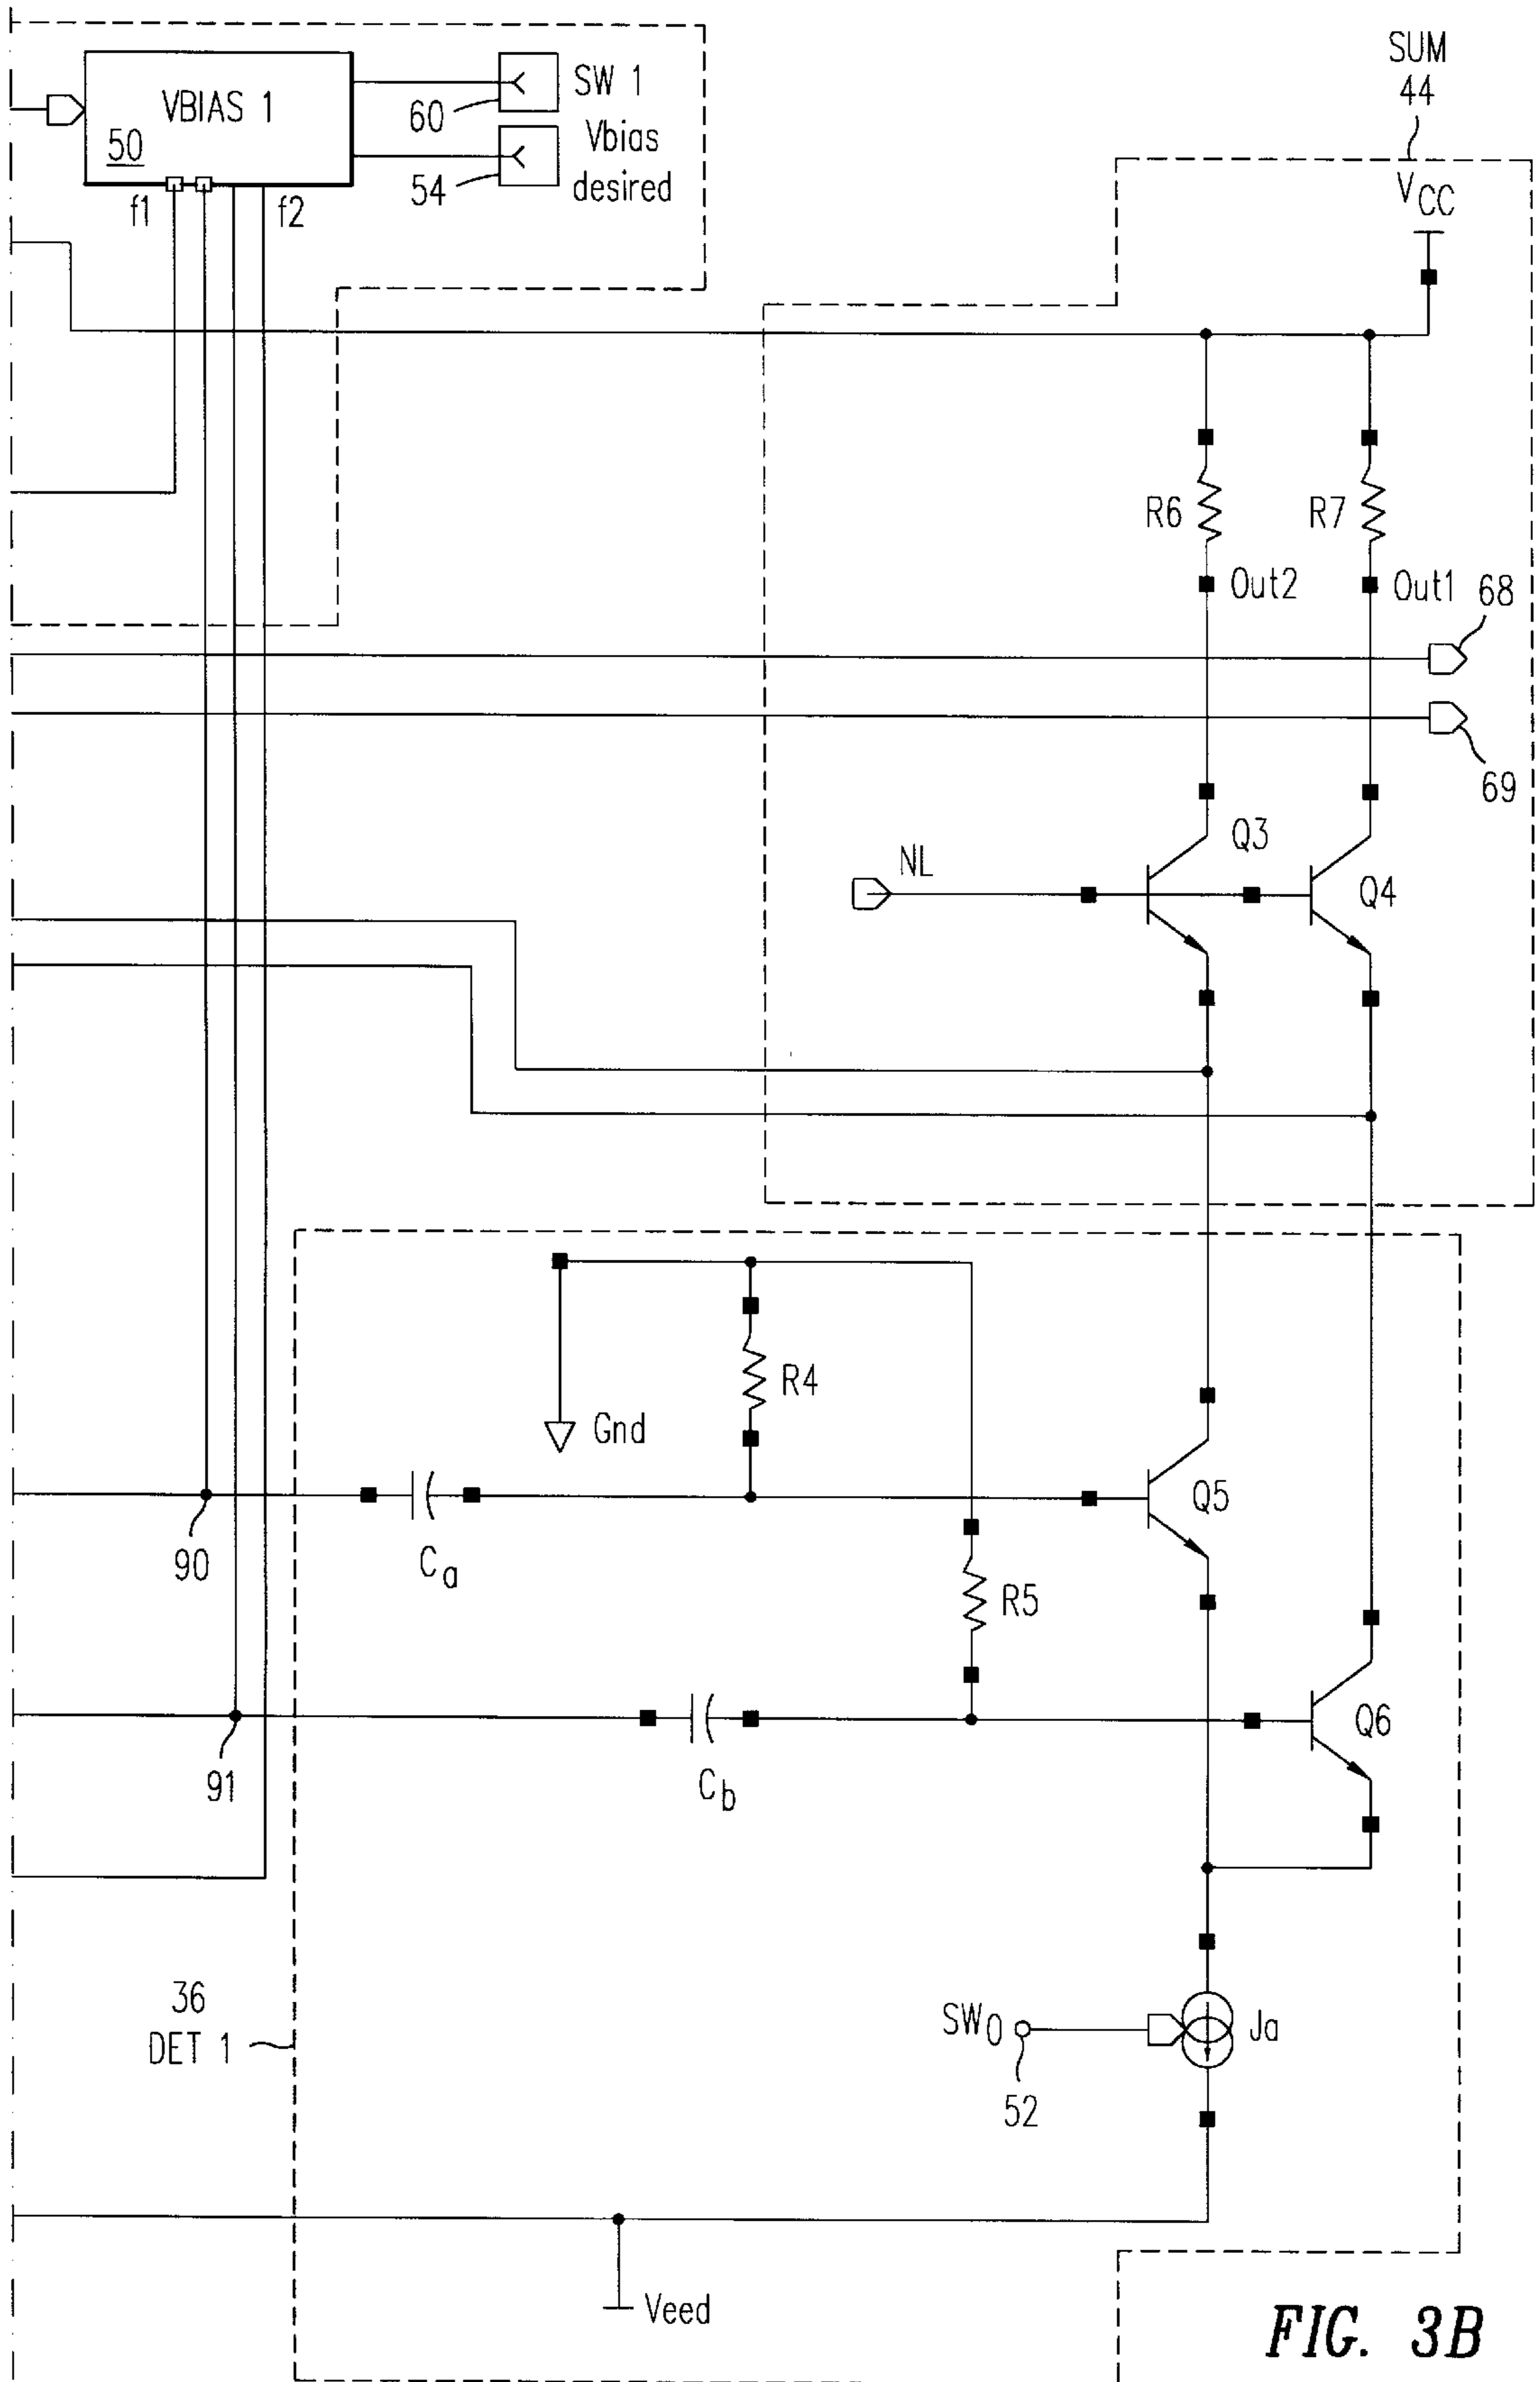 SUM
44
VBIAS 1
50
SW 1
60
Vbias
desired
54
f1
f2
VCC
R6
R7
Out2
Out1
68
69
NL
Q3
Q4
R4
Gnd
Q5
90
Ca
R5
91
Cb
Q6
36
DET 1
SW0
52
Ja
Veed
FIG. 3B